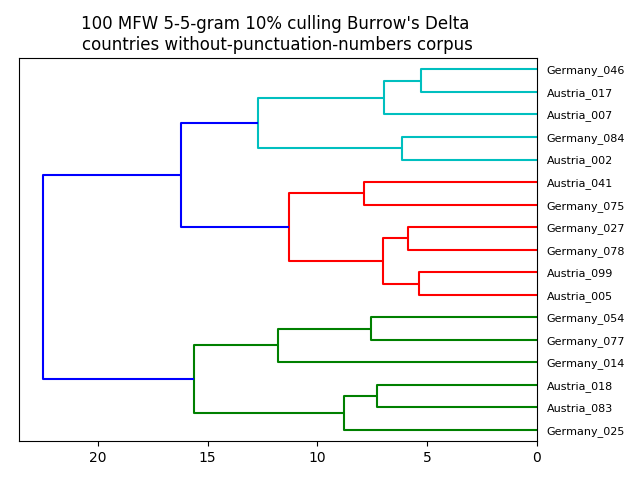 100 MFW 5-5-gram 10% culling Burrow's Delta
countries without-punctuation-numbers corpus
Germany_046
Austria_017
Austria_007
Germany_084
Austria_002
Austria_041
Germany_075
Germany_027
Germany_078
Austria_099
Austria_005
Germany_054
Germany_077
Germany_014
Austria_018
Austria_083
Germany_025
20 15 10 5 0